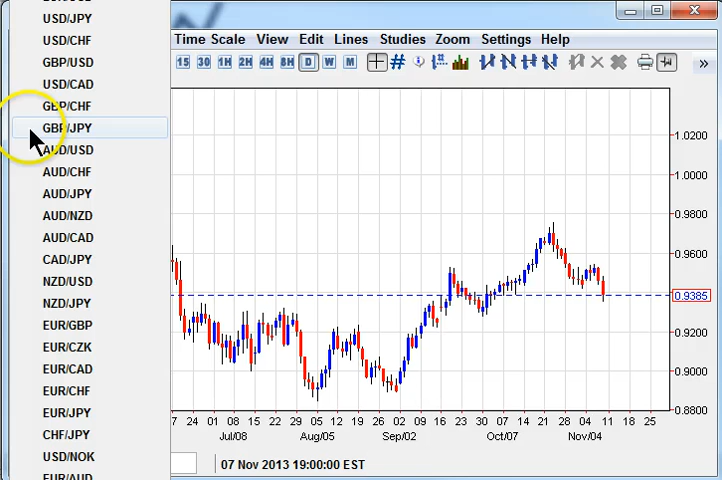 USD/JPY
USD/CHF
GBP/USD
USD/CAD
GBP/CHF
GBP/JPY
AUD/USD
AUD/CHF
AUD/JPY
AUD/NZD
AUD/CAD
CAD/JPY
NZD/USD
NZD/JPY
EUR/GBP
EUR/CZK
EUR/CAD
EUR/CHF
EUR/JPY
CHF/JPY
USD/NOK
EUR/AUD
Time Scale View Edit Lines Studies Zoom Settings Help
15 30 1H 2H 4H 8H D W M
1.0200
1.0000
0.9800
0.9600
0.9385
0.9200
0.9000
0.8800
7 24 01 08 15 22 29 05 12 19 26 02 09 16 23 30 07 14 21 28 04 11 18 25
Jul/08 Aug/05 Sep/02 Oct/07 Nov/04
07 Nov 2013 19:00:00 EST